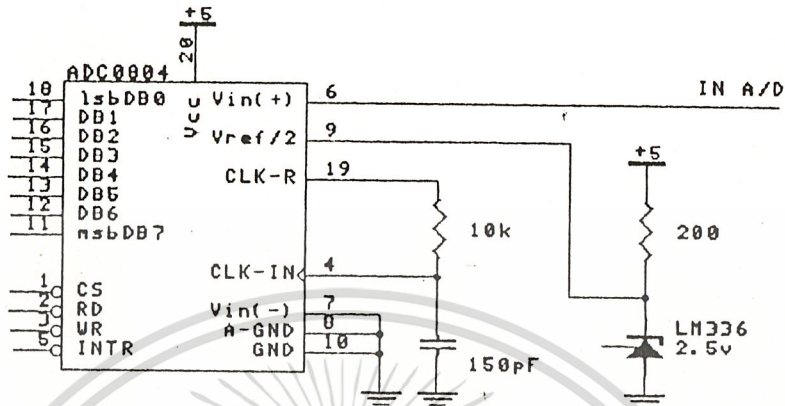 +5
20
ADC0804
18 lsbDB0 Vcc Vin(+) 6 IN A/D
17 DB1
16 DB2 Vref/2 9
15 DB3 +5
14 DB4 CLK-R 19
13 DB5
12 DB6 10k 200
11 msbDB7
CLK-IN 4
1 CS
2 RD Vin(-) 7 LM336
3 WR A-GND 8 2.5v
5 INTR GND 10
150pF